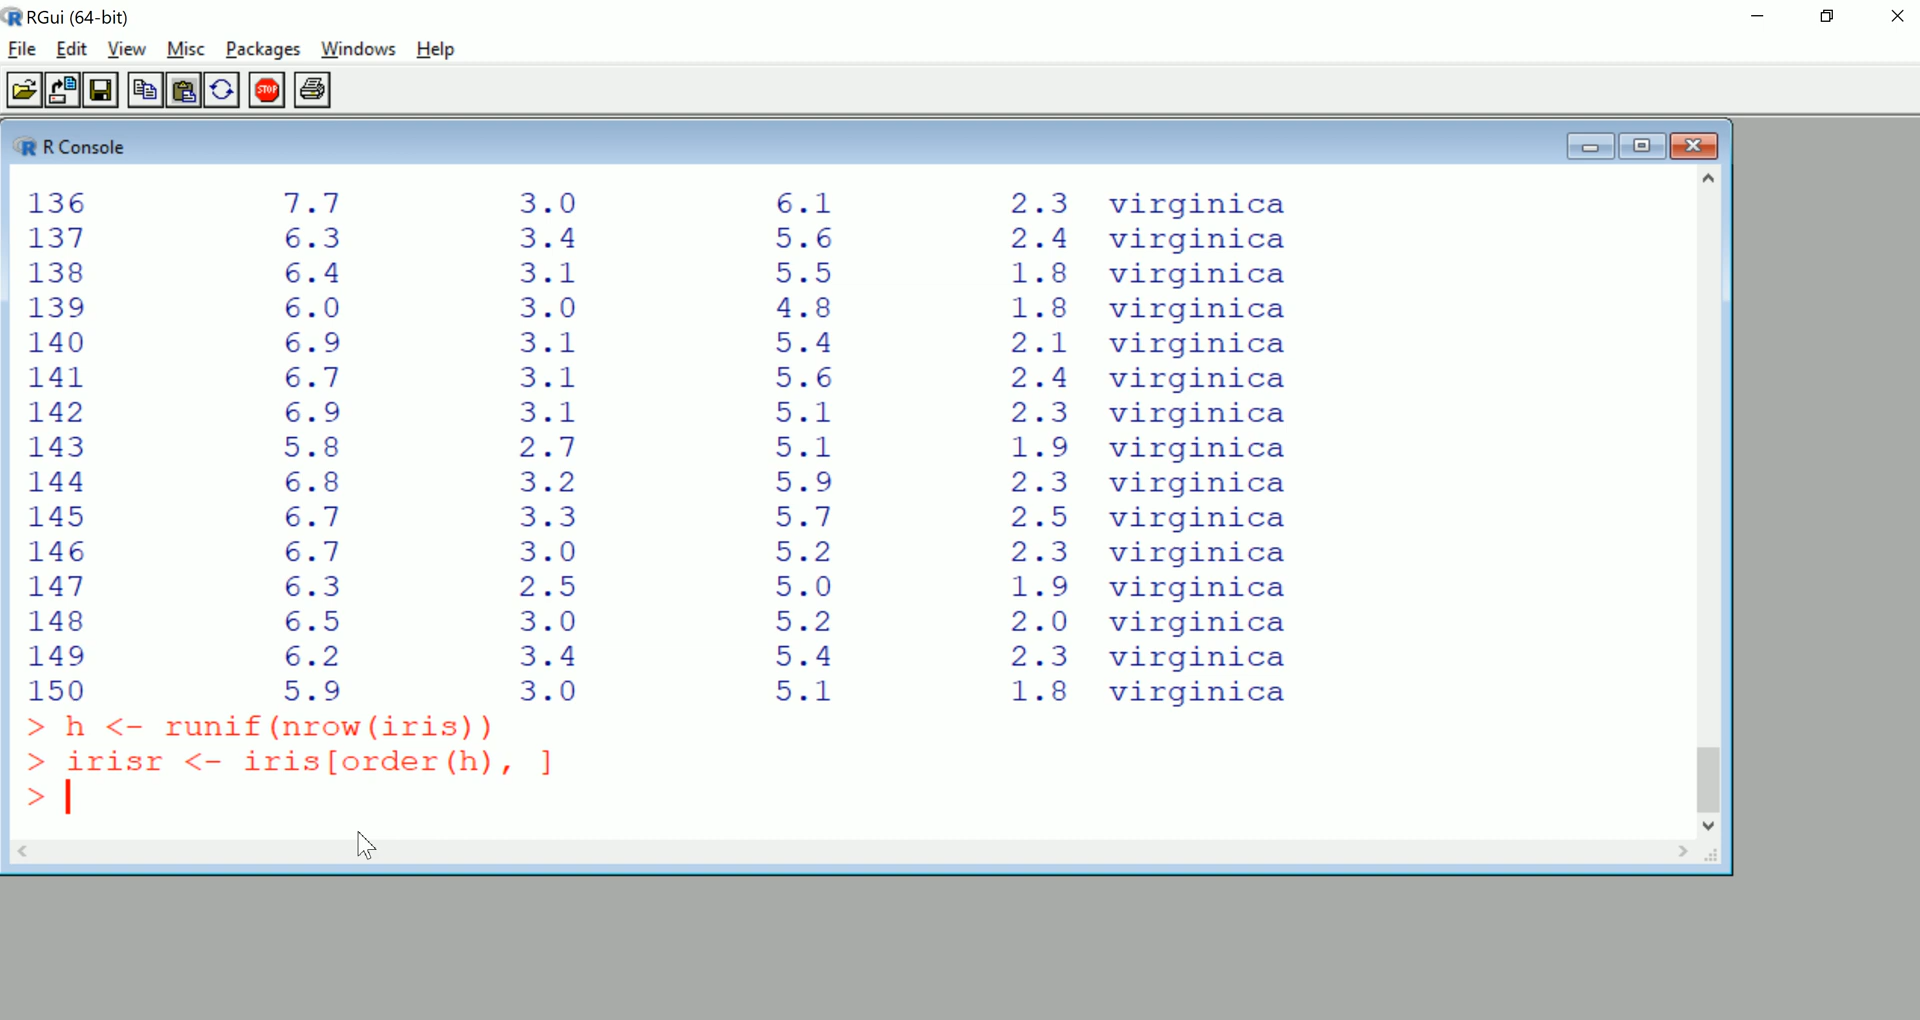 RGui (64-bit)
File Edit View Misc Packages Windows Help
STOP
R Console
136 7.7 3.0 6.1 2.3 virginica
137 6.3 3.4 5.6 2.4 virginica
138 6.4 3.1 5.5 1.8 virginica
139 6.0 3.0 4.8 1.8 virginica
140 6.9 3.1 5.4 2.1 virginica
141 6.7 3.1 5.6 2.4 virginica
142 6.9 3.1 5.1 2.3 virginica
143 5.8 2.7 5.1 1.9 virginica
144 6.8 3.2 5.9 2.3 virginica
145 6.7 3.3 5.7 2.5 virginica
146 6.7 3.0 5.2 2.3 virginica
147 6.3 2.5 5.0 1.9 virginica
148 6.5 3.0 5.2 2.0 virginica
149 6.2 3.4 5.4 2.3 virginica
150 5.9 3.0 5.1 1.8 virginica
> h <- runif(nrow(iris))
> irisr <- iris[order(h), ]
>